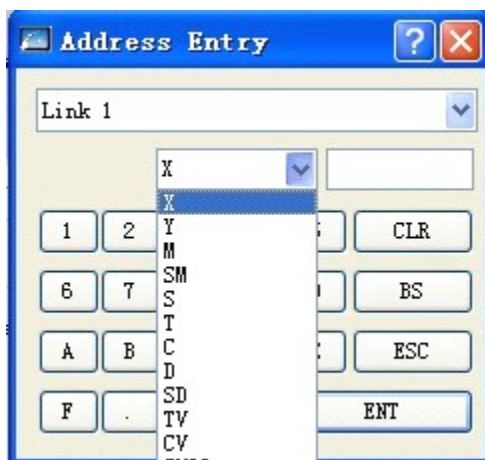 Address Entry
Link 1
X
X
Y
M
SM
S
T
C
D
SD
TV
CV
1 2 CLR
6 7 BS
A B ESC
F . ENT